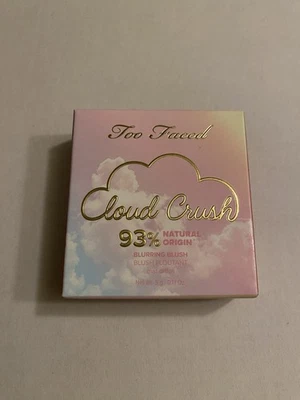 Too Faced
Cloud Crush
93% NATURAL
ORIGIN
BLURRING BLUSH